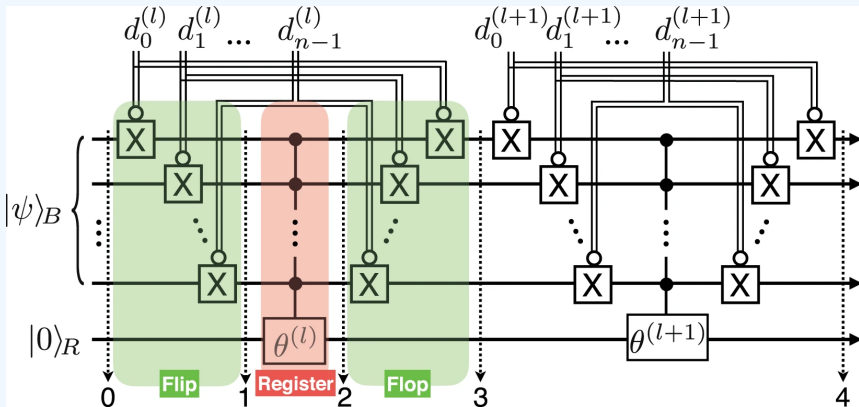 d_0^{(l)} d_1^{(l)} ... d_{n-1}^{(l)} d_0^{(l+1)} d_1^{(l+1)} ... d_{n-1}^{(l+1)}
X X X X
X X X X
|ψ⟩_B
X X X X
|0⟩_R θ^{(l)} θ^{(l+1)}
Flip Register Flop
0 1 2 3 4